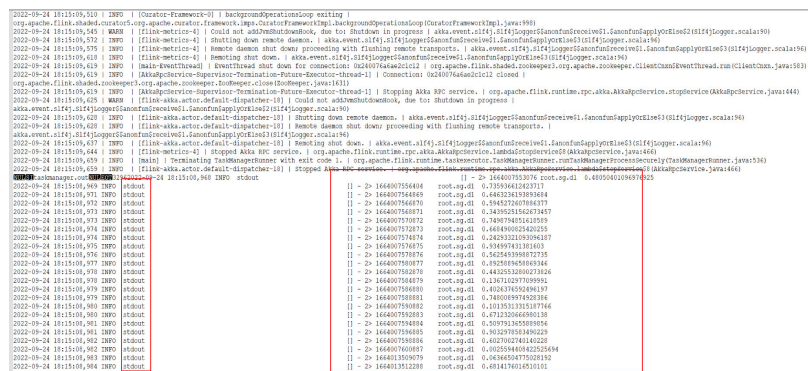 2022-09-24 18:15:09,510 | INFO  | [Curator-Framework-0] | backgroundOperationsLoop exiting |
org.apache.flink.shaded.curator5.org.apache.curator.framework.imps.CuratorFrameworkImpl.backgroundOperationsLoop(CuratorFrameworkImpl.java:998)
2022-09-24 18:15:09,545 | WARN  | [flink-metrics-4] | Could not addJvmShutdownHook, due to: Shutdown in progress | akka.event.slf4j.Slf4jLogger$$anonfun$receive$1.$anonfun$applyOrElse$2(Slf4jLogger.scala:90)
2022-09-24 18:15:09,572 | INFO  | [flink-metrics-4] | Shutting down remote daemon. | akka.event.slf4j.Slf4jLogger$$anonfun$receive$1.$anonfun$applyOrElse$3(Slf4jLogger.scala:96)
2022-09-24 18:15:09,575 | INFO  | [flink-metrics-4] | Remote daemon shut down; proceeding with flushing remote transports. | akka.event.slf4j.Slf4jLogger$$anonfun$receive$1.$anonfun$applyOrElse$3(Slf4jLogger.scala:96)
2022-09-24 18:15:09,604 | INFO  | [flink-metrics-4] | Remoting shut down. | akka.event.slf4j.Slf4jLogger$$anonfun$receive$1.$anonfun$applyOrElse$3(Slf4jLogger.scala:96)
2022-09-24 18:15:09,619 | INFO  | [main-EventThread] | EventThread shut down for connection: 0x240076a6ae2c1c12 | org.apache.flink.shaded.zookeeper3.org.apache.zookeeper.ClientCnxn$EventThread.run(ClientCnxn.java:583)
2022-09-24 18:15:09,619 | INFO  | [AkkaRpcService-Supervisor-Termination-Future-Executor-thread-1] | Connection: 0x240076a6ae2c1c12 closed |
org.apache.flink.shaded.zookeeper3.org.apache.zookeeper.ZooKeeper.close(ZooKeeper.java:1631)
2022-09-24 18:15:09,619 | INFO  | [AkkaRpcService-Supervisor-Termination-Future-Executor-thread-1] | Stopping Akka RPC service. | org.apache.flink.runtime.rpc.akka.AkkaRpcService.stopService(AkkaRpcService.java:444)
2022-09-24 18:15:09,625 | WARN  | [flink-akka.actor.default-dispatcher-18] | Could not addJvmShutdownHook, due to: Shutdown in progress |
akka.event.slf4j.Slf4jLogger$$anonfun$receive$1.$anonfun$applyOrElse$2(Slf4jLogger.scala:90)
2022-09-24 18:15:09,628 | INFO  | [flink-akka.actor.default-dispatcher-18] | Shutting down remote daemon. | akka.event.slf4j.Slf4jLogger$$anonfun$receive$1.$anonfun$applyOrElse$3(Slf4jLogger.scala:96)
2022-09-24 18:15:09,628 | INFO  | [flink-akka.actor.default-dispatcher-18] | Remote daemon shut down; proceeding with flushing remote transports. |
akka.event.slf4j.Slf4jLogger$$anonfun$receive$1.$anonfun$applyOrElse$3(Slf4jLogger.scala:96)
2022-09-24 18:15:09,637 | INFO  | [flink-akka.actor.default-dispatcher-18] | Remoting shut down. | akka.event.slf4j.Slf4jLogger$$anonfun$receive$1.$anonfun$applyOrElse$3(Slf4jLogger.scala:96)
2022-09-24 18:15:09,644 | INFO  | [flink-metrics-4] | Stopped Akka RPC service. | org.apache.flink.runtime.rpc.akka.AkkaRpcService.lambda$stopService$8(AkkaRpcService.java:466)
2022-09-24 18:15:09,659 | INFO  | [main] | Terminating TaskManagerRunner with exit code 1. | org.apache.flink.runtime.taskexecutor.TaskManagerRunner.runTaskManagerProcessSecurely(TaskManagerRunner.java:536)
2022-09-24 18:15:09,659 | INFO  | [flink-akka.actor.default-dispatcher-18] | Stopped Akka RPC service. | org.apache.flink.runtime.rpc.akka.AkkaRpcService.lambda$stopService$8(AkkaRpcService.java:466)
taskmanager.out 2022-09-24 18:15:08,968 INFO  stdout [] - 2> 1664007553076 root.sg.d1 0.48050401096976925
2022-09-24 18:15:08,969 INFO  stdout [] - 2> 1664007556404 root.sg.d1 0.735936612423717
2022-09-24 18:15:08,971 INFO  stdout [] - 2> 1664007564869 root.sg.d1 0.6463236193893684
2022-09-24 18:15:08,972 INFO  stdout [] - 2> 1664007566870 root.sg.d1 0.5945272607886377
2022-09-24 18:15:08,972 INFO  stdout [] - 2> 1664007568871 root.sg.d1 0.34395251562673457
2022-09-24 18:15:08,973 INFO  stdout [] - 2> 1664007570872 root.sg.d1 0.7498794851618589
2022-09-24 18:15:08,974 INFO  stdout [] - 2> 1664007572873 root.sg.d1 0.6684900825420255
2022-09-24 18:15:08,974 INFO  stdout [] - 2> 1664007574874 root.sg.d1 0.24293321093096187
2022-09-24 18:15:08,975 INFO  stdout [] - 2> 1664007576875 root.sg.d1 0.934997431381603
2022-09-24 18:15:08,976 INFO  stdout [] - 2> 1664007578876 root.sg.d1 0.5625493998872735
2022-09-24 18:15:08,977 INFO  stdout [] - 2> 1664007580877 root.sg.d1 0.8925889658869346
2022-09-24 18:15:08,978 INFO  stdout [] - 2> 1664007582878 root.sg.d1 0.44325532800273826
2022-09-24 18:15:08,978 INFO  stdout [] - 2> 1664007584879 root.sg.d1 0.1367102977099991
2022-09-24 18:15:08,979 INFO  stdout [] - 2> 1664007586880 root.sg.d1 0.4026376592496197
2022-09-24 18:15:08,979 INFO  stdout [] - 2> 1664007588881 root.sg.d1 0.7480089974928386
2022-09-24 18:15:08,980 INFO  stdout [] - 2> 1664007590882 root.sg.d1 0.10135313315187766
2022-09-24 18:15:08,980 INFO  stdout [] - 2> 1664007592883 root.sg.d1 0.6712320666980138
2022-09-24 18:15:08,981 INFO  stdout [] - 2> 1664007594884 root.sg.d1 0.5097913655889856
2022-09-24 18:15:08,981 INFO  stdout [] - 2> 1664007596885 root.sg.d1 0.9032978583490229
2022-09-24 18:15:08,982 INFO  stdout [] - 2> 1664007598886 root.sg.d1 0.6027002740140228
2022-09-24 18:15:08,982 INFO  stdout [] - 2> 1664007600887 root.sg.d1 0.0025594408422525694
2022-09-24 18:15:08,983 INFO  stdout [] - 2> 1664013509079 root.sg.d1 0.06366504775028192
2022-09-24 18:15:08,984 INFO  stdout [] - 2> 1664013512288 root.sg.d1 0.6814176016510101